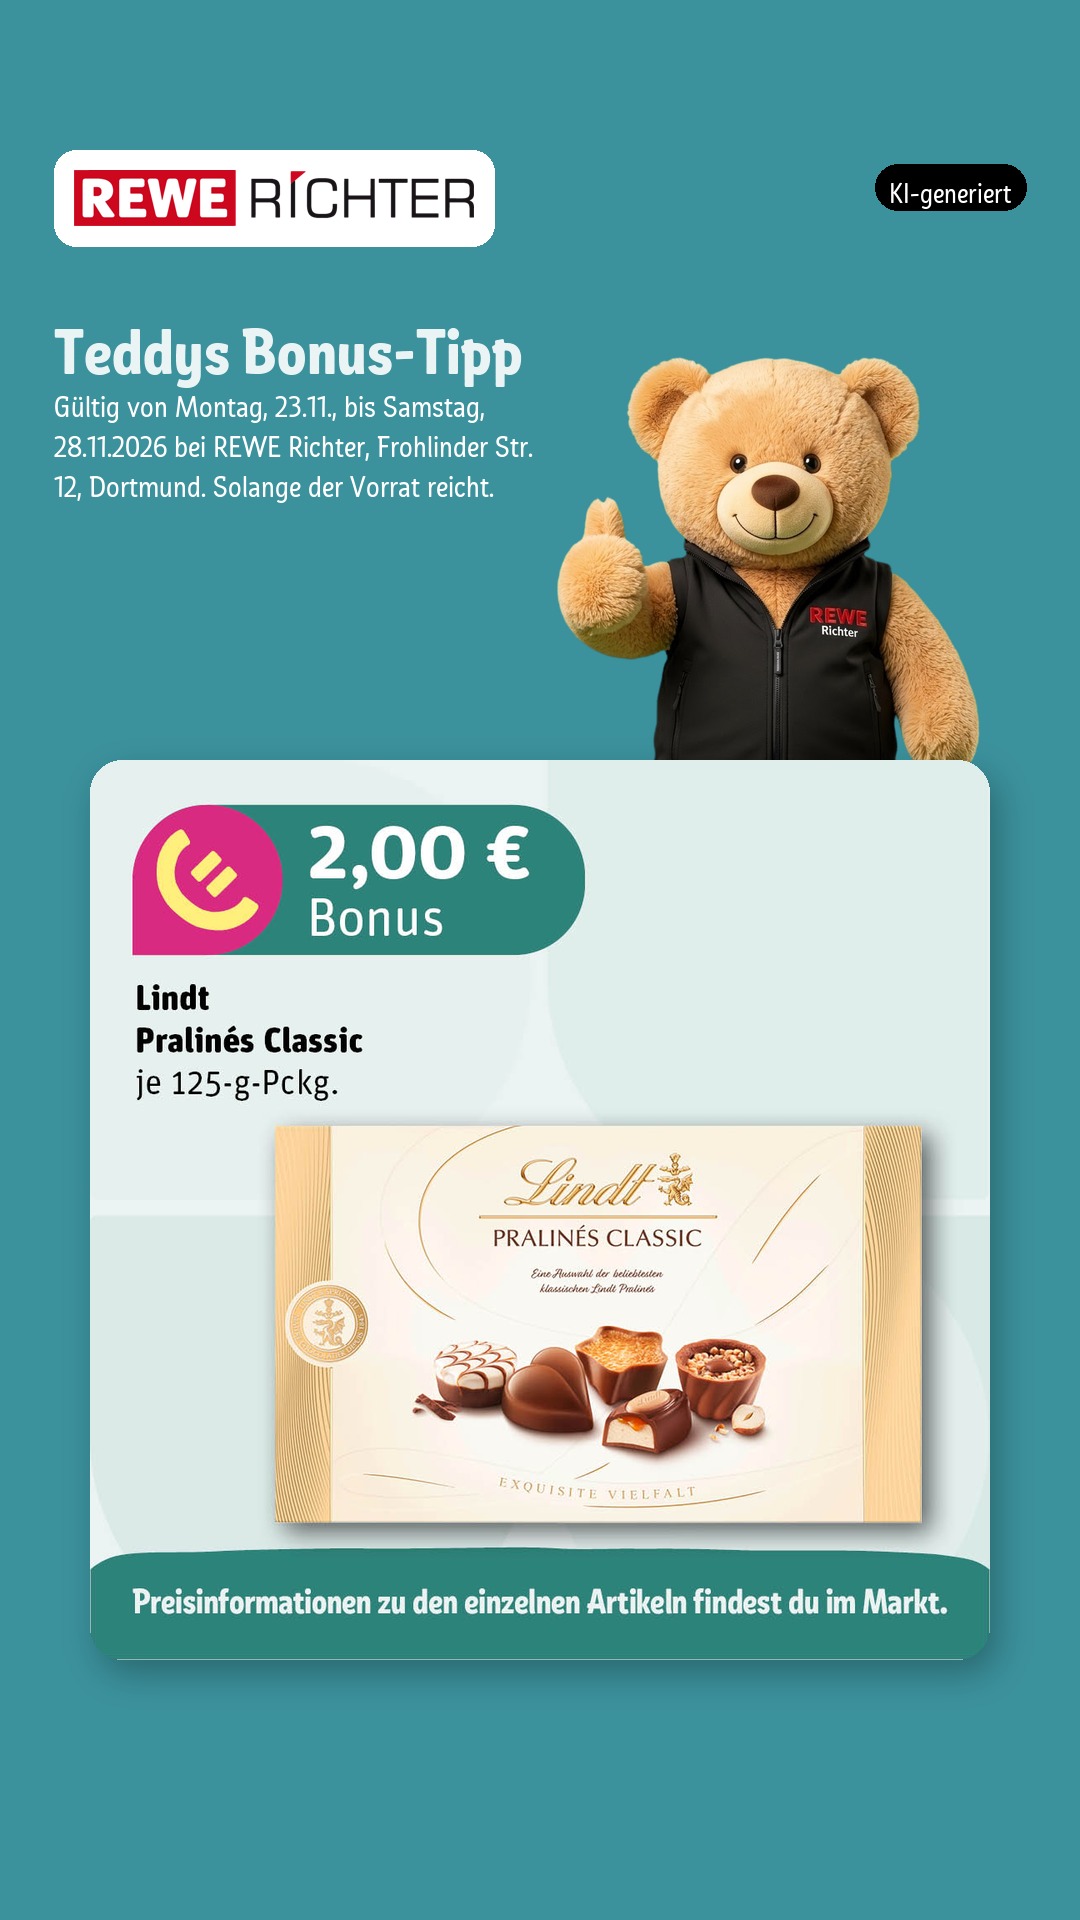 REWE RICHTER
KI-generiert
Teddys Bonus-Tipp
Gültig von Montag, 23.11., bis Samstag,
28.11.2026 bei REWE Richter, Frohlinder Str.
12, Dortmund. Solange der Vorrat reicht.
REWE
Richter
2,00 €
Bonus
Lindt
Pralinés Classic
je 125-g-Pckg.
Lindt
PRALINÉS CLASSIC
Eine Auswahl der beliebtesten
klassischen Lindt Pralinés
EXQUISITE VIELFALT
Preisinformationen zu den einzelnen Artikeln findest du im Markt.